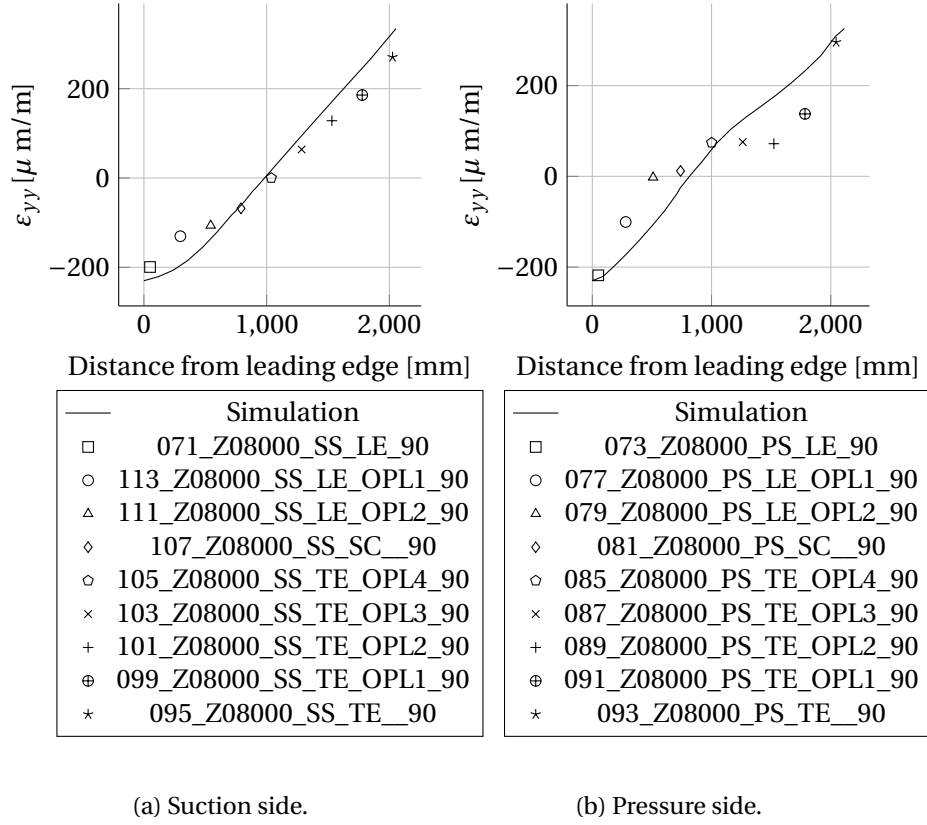 200
0
−200
0
1,000
2,000
ε_yy [μ m/m]
Distance from leading edge [mm]
Simulation
071_Z08000_SS_LE_90
113_Z08000_SS_LE_OPL1_90
111_Z08000_SS_LE_OPL2_90
107_Z08000_SS_SC__90
105_Z08000_SS_TE_OPL4_90
103_Z08000_SS_TE_OPL3_90
101_Z08000_SS_TE_OPL2_90
099_Z08000_SS_TE_OPL1_90
095_Z08000_SS_TE__90
(a) Suction side.
200
0
−200
0
1,000
2,000
ε_yy [μ m/m]
Distance from leading edge [mm]
Simulation
073_Z08000_PS_LE_90
077_Z08000_PS_LE_OPL1_90
079_Z08000_PS_LE_OPL2_90
081_Z08000_PS_SC__90
085_Z08000_PS_TE_OPL4_90
087_Z08000_PS_TE_OPL3_90
089_Z08000_PS_TE_OPL2_90
091_Z08000_PS_TE_OPL1_90
093_Z08000_PS_TE__90
(b) Pressure side.